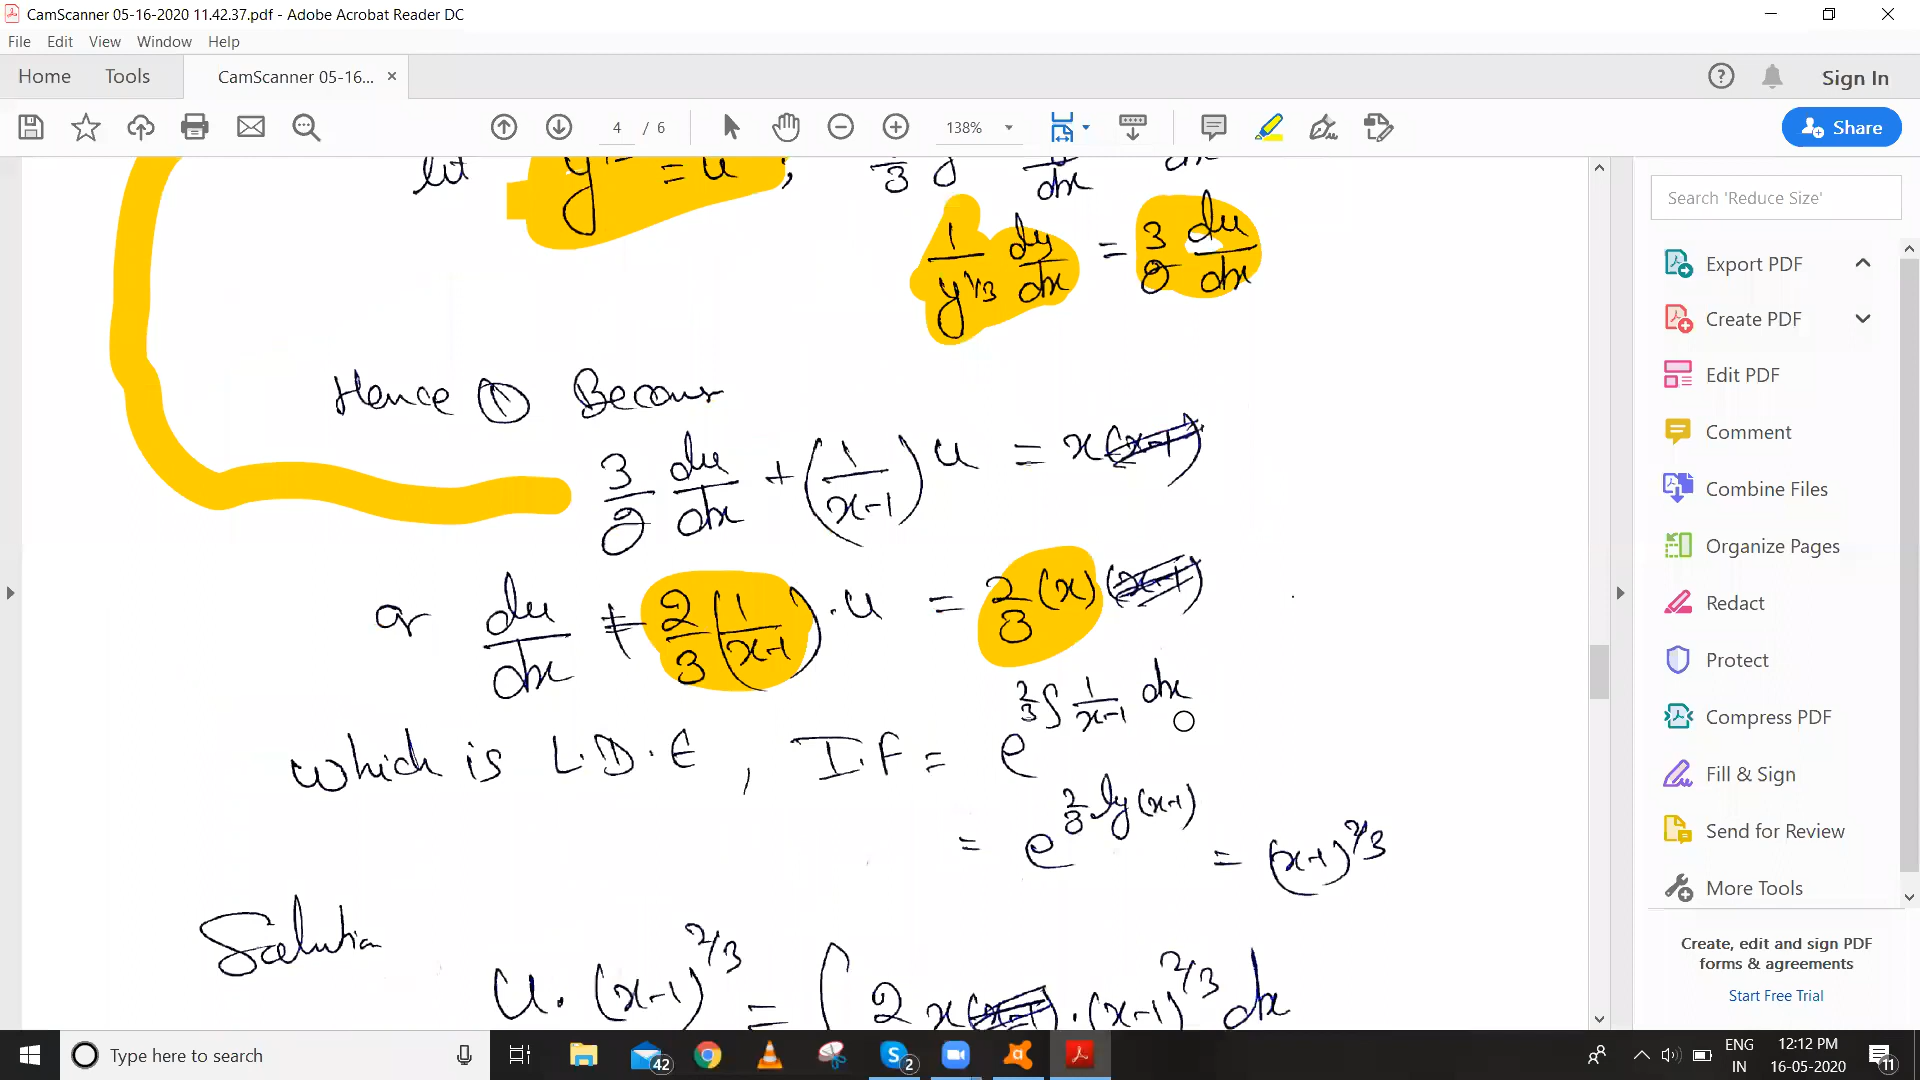 CamScanner 05-16-2020 11.42.37.pdf - Adobe Acrobat Reader DC
File Edit View Window Help
Home Tools CamScanner 05-16... × Sign In
4 / 6 138% Share
let = u ;
1/y^1/3 dy/dx = 3/2 du/dx
Hence ① Becomes
3/2 du/dx + (1/x-1) u = x
or du/dx + 2/3 (1/x-1) . u = 2/3 (x)
which is L.D.E , I.F = e^2/3 ∫ 1/x-1 dx
= e^2/3 log(x-1) = (x-1)^2/3
Solution
U. (x-1)^2/3 = ∫ 2 x . (x-1)^2/3 dx
Search 'Reduce Size'
Export PDF
Create PDF
Edit PDF
Comment
Combine Files
Organize Pages
Redact
Protect
Compress PDF
Fill & Sign
Send for Review
More Tools
Create, edit and sign PDF
forms & agreements
Start Free Trial
Type here to search 42 2 ENG 12:12 PM
IN 16-05-2020 11